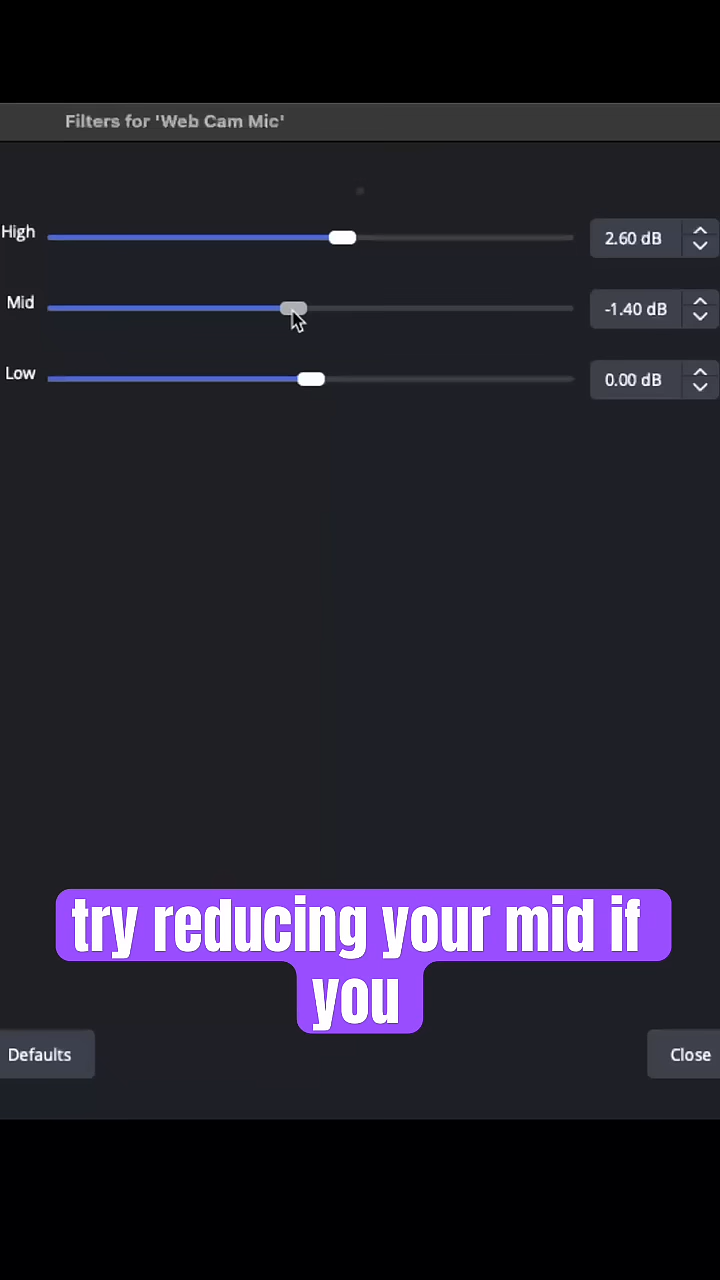 Filters for 'Web Cam Mic'
High 2.60 dB
Mid -1.40 dB
Low 0.00 dB
try reducing your mid if
you
Defaults Close